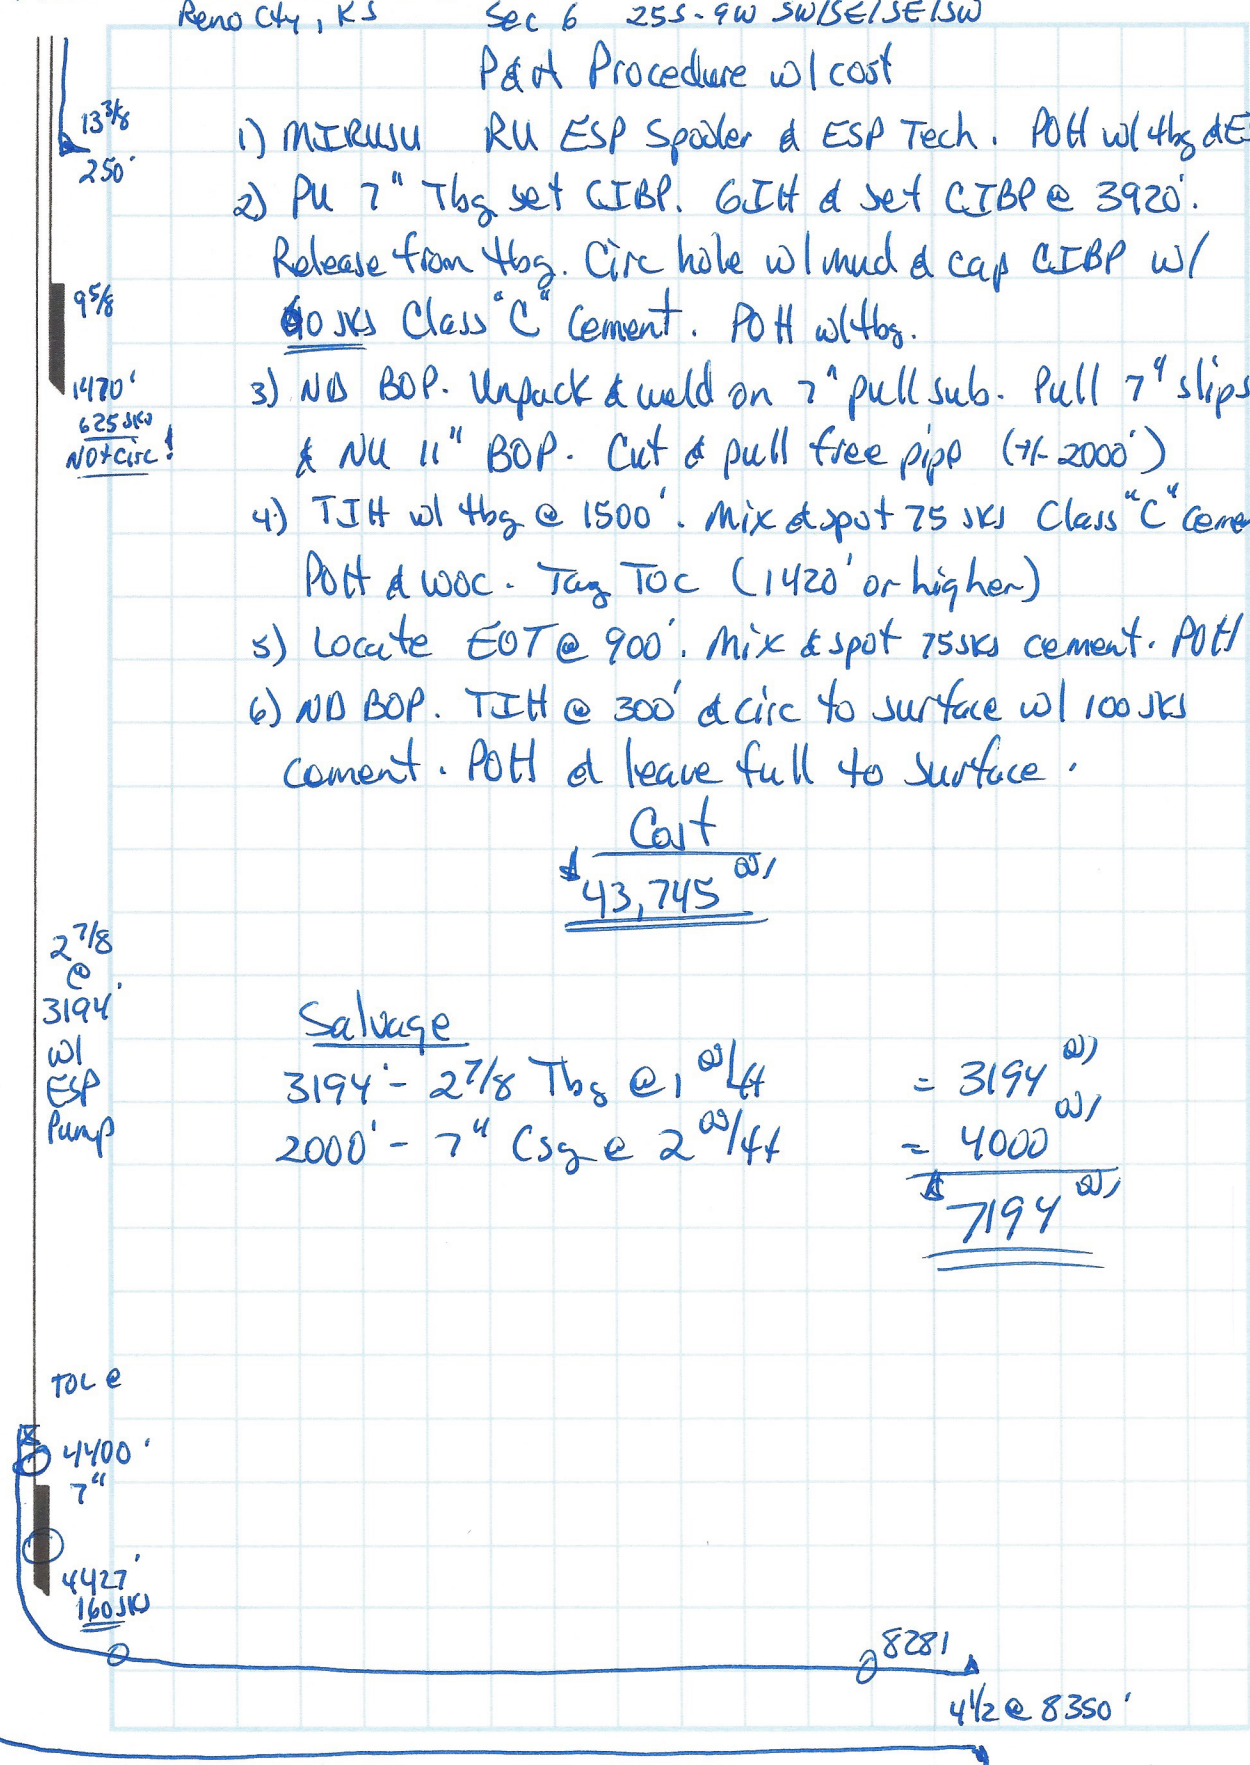 Reno Cty, KS Sec 6 25S-9W SW/SE/SE/SW
P&A Procedure w/ cost
13 3/8
250'
1) MIRUSU RU ESP Spooler & ESP Tech. POH w/ tbg & E
2) PU 7" Tbg set CIBP. GIH & set CIBP @ 3920'.
Release from tbg. Circ hole w/ mud & cap CIBP w/
sks Class "C" Cement. POH w/ tbg.
9 5/8
1470'
625 sks
Not circ!
3) ND BOP. Unpack & weld on 7" pull sub. Pull 7" slips
& NU 11" BOP. Cut & pull free pipe (+/- 2000')
4) TIH w/ tbg @ 1500'. Mix & spot 75 sks Class "C" Ceme
POH & WOC. Tag TOC (1420' or higher)
5) Locate EOT @ 900'. Mix & spot 75 sks cement. POH
6) ND BOP. TIH @ 300' & circ to surface w/ 100 sks
cement. POH & leave full to surface.
Cost
$43,745 00/
2 7/8
@
3194'
w/
ESP
Pump
Salvage
3194' - 2 7/8 Tbg @ 1 00/ft = 3194 00/
2000' - 7" Csg @ 2 00/ft = 4000 00/
$7194 00/
TOL @
4400'
7"
4427'
160 sks
8281
4 1/2 @ 8350'